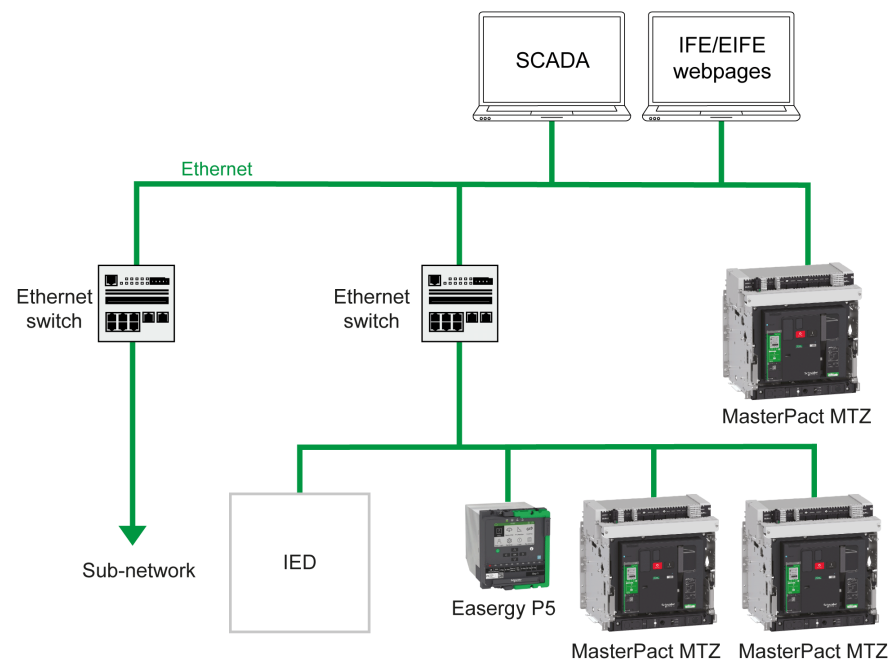 SCADA
IFE/EIFE
webpages
Ethernet
Ethernet
switch
Ethernet
switch
MasterPact MTZ
Sub-network
IED
Easergy P5
MasterPact MTZ
MasterPact MTZ